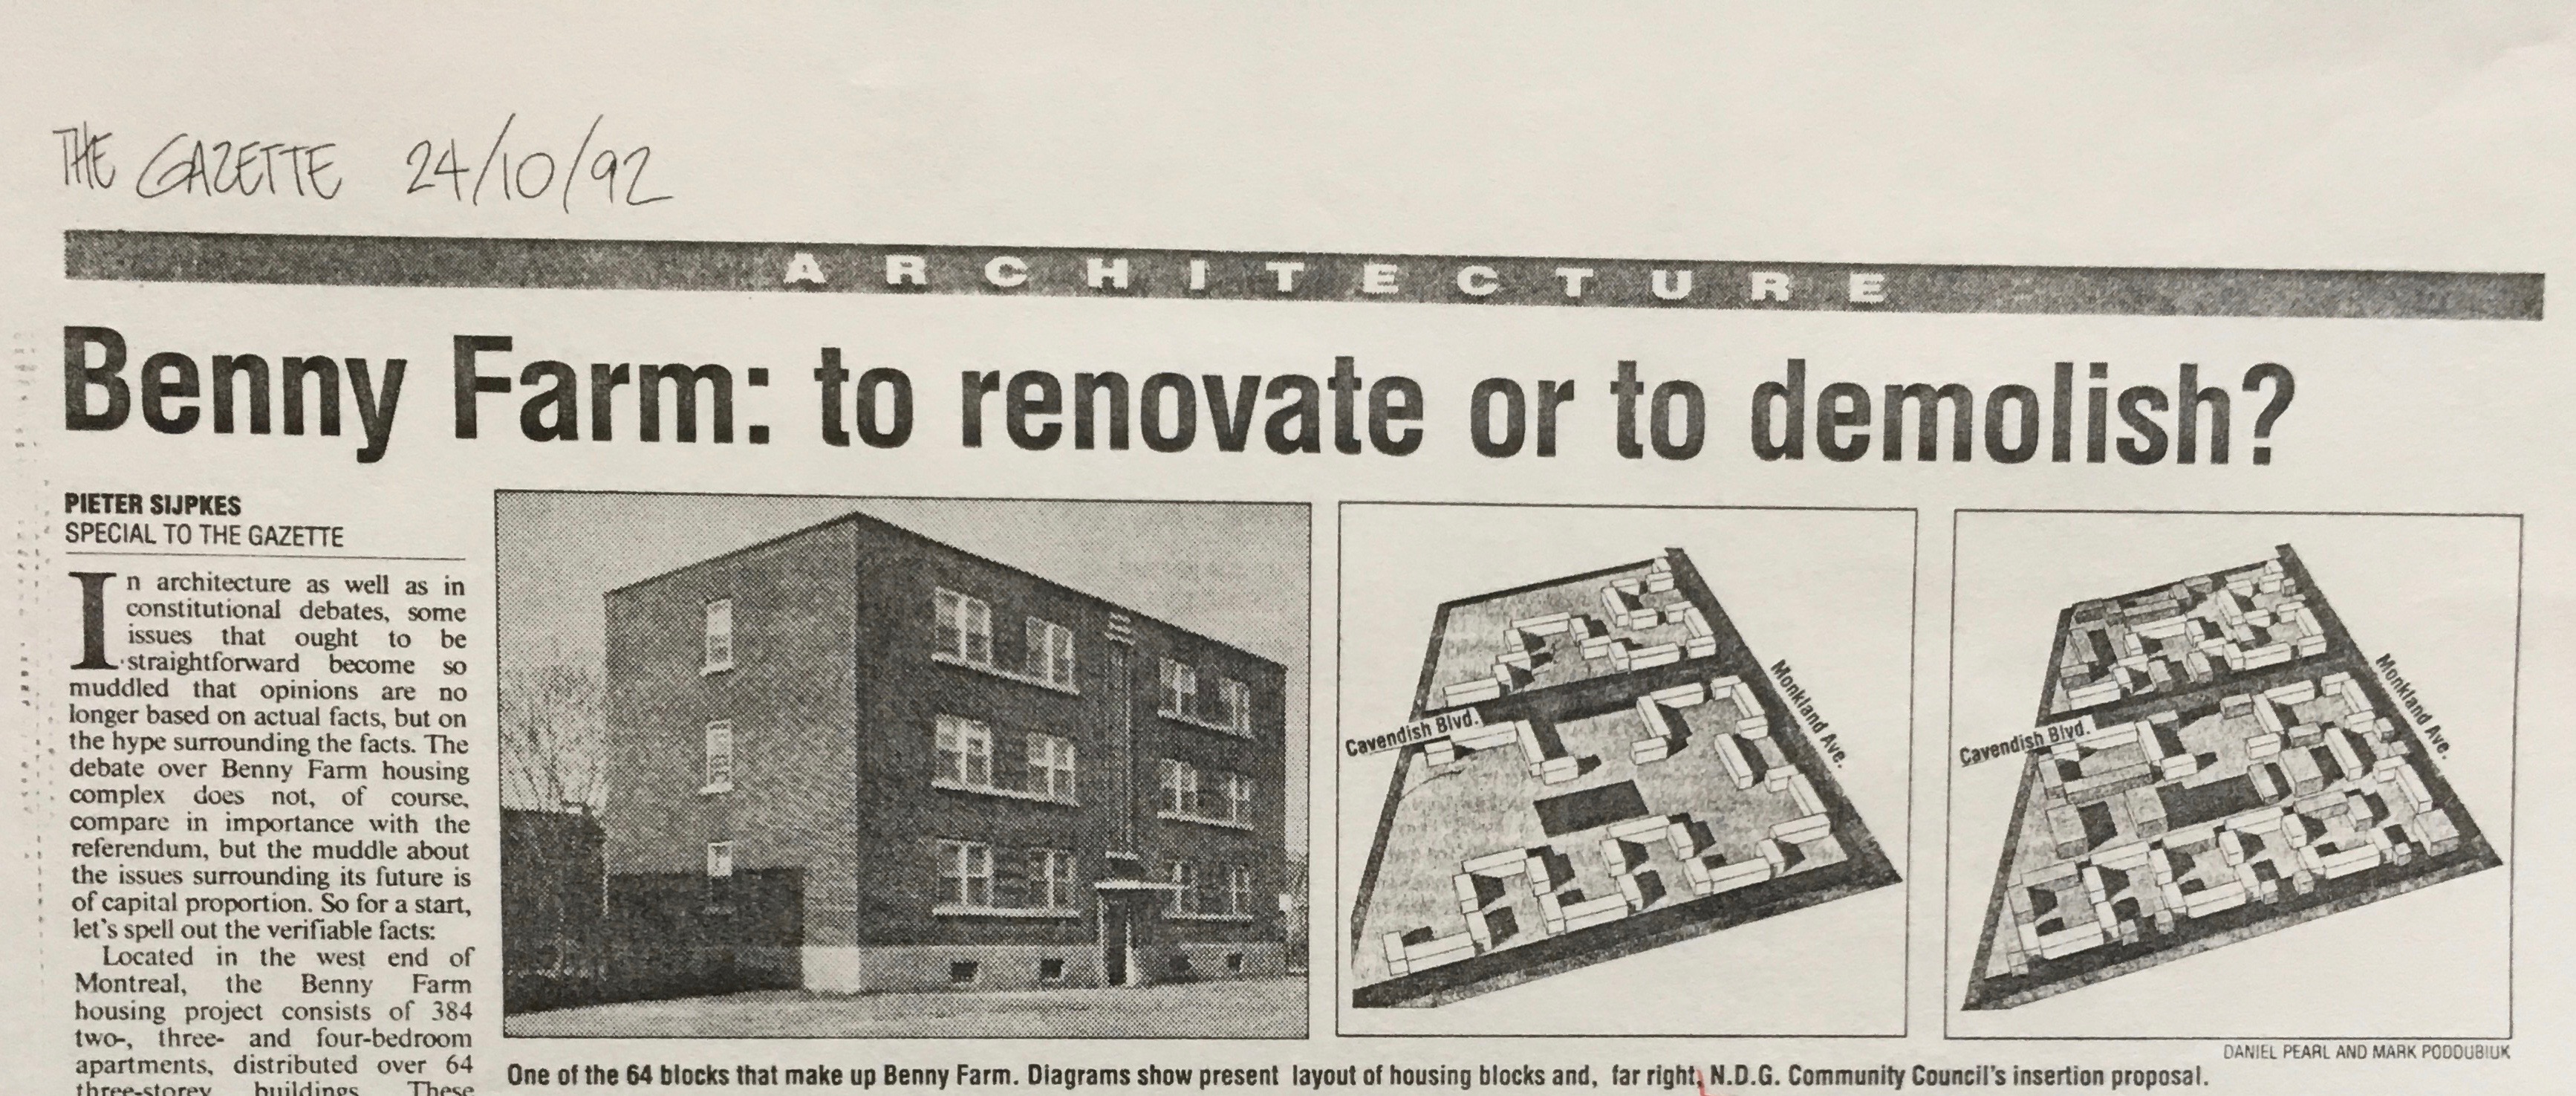 THE GAZETTE 24/10/92
ARCHITECTURE
Benny Farm: to renovate or to demolish?
PIETER SIJPKES
SPECIAL TO THE GAZETTE
In architecture as well as in
constitutional debates, some
issues that ought to be
straightforward become so
muddled that opinions are no
longer based on actual facts, but on
the hype surrounding the facts. The
debate over Benny Farm housing
complex does not, of course,
compare in importance with the
referendum, but the muddle about
the issues surrounding its future is
of capital proportion. So for a start,
let's spell out the verifiable facts:
Located in the west end of
Montreal, the Benny Farm
housing project consists of 384
two-, three- and four-bedroom
apartments, distributed over 64
three-storey buildings. These
Cavendish Blvd.
Monkland Ave.
Cavendish Blvd.
Monkland Ave.
DANIEL PEARL AND MARK PODOUBIUK
One of the 64 blocks that make up Benny Farm. Diagrams show present layout of housing blocks and, far right, N.D.G. Community Council's insertion proposal.